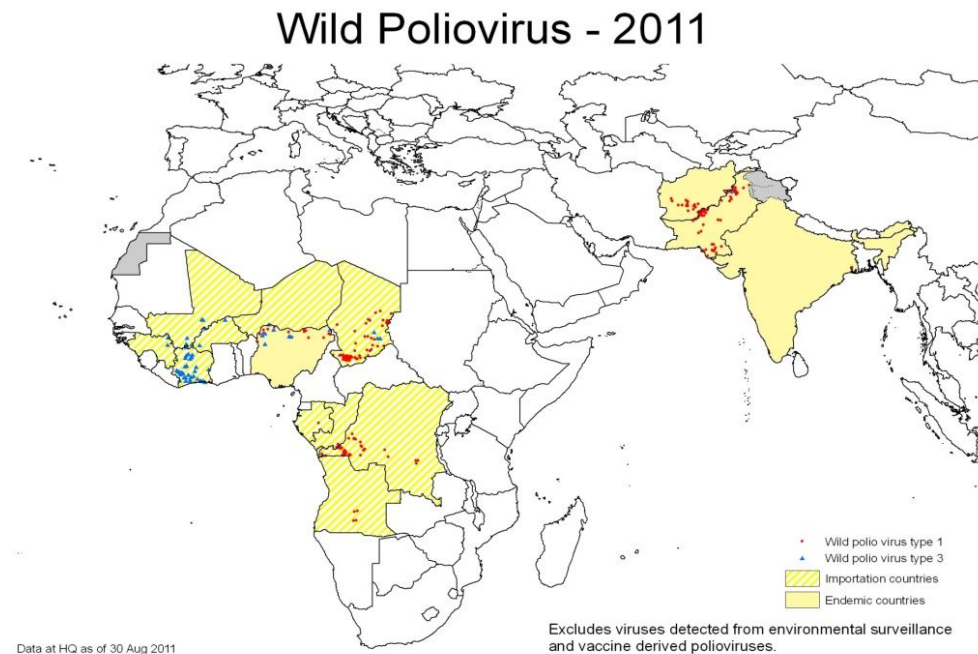 Wild Poliovirus - 2011
Wild polio virus type 1
Wild polio virus type 3
Importation countries
Endemic countries
Excludes viruses detected from environmental surveillance
and vaccine derived polioviruses.
Data at HQ as of 30 Aug 2011